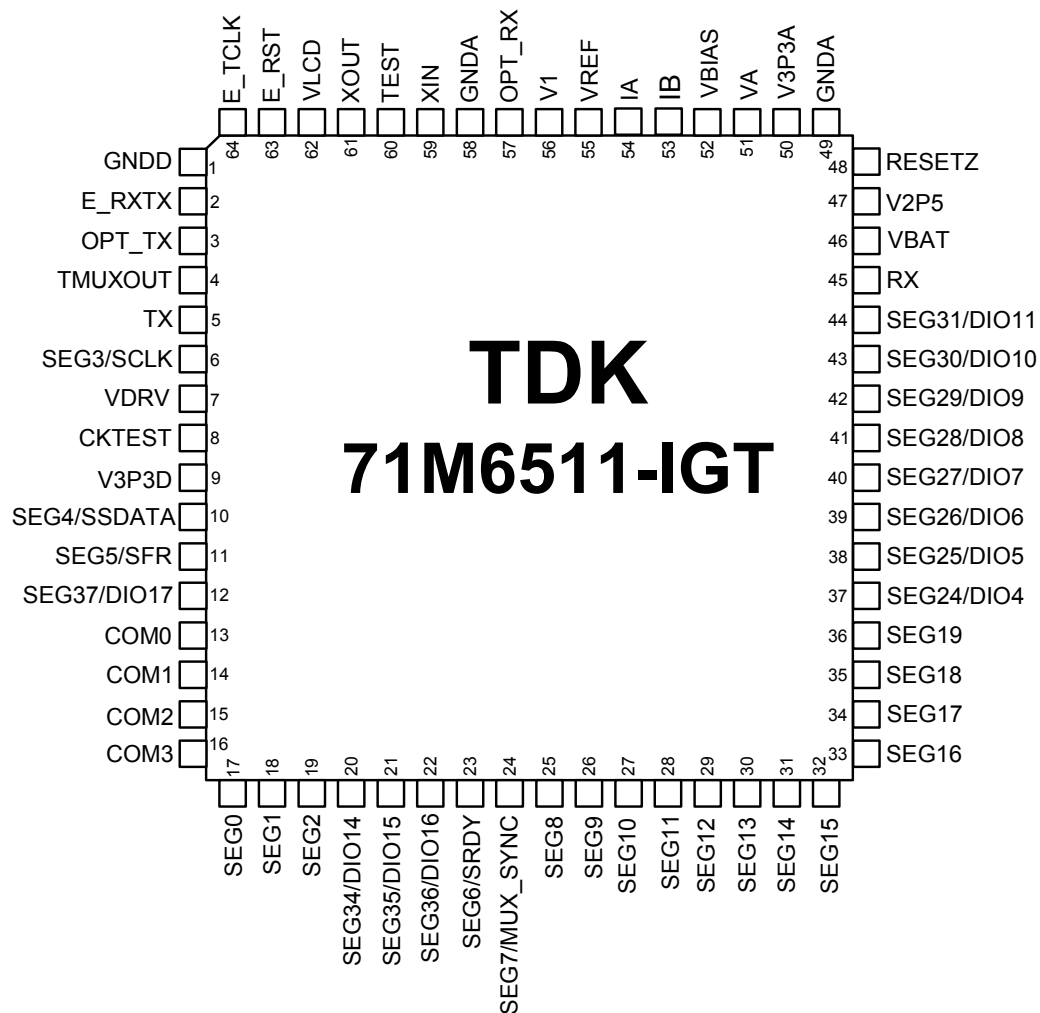 E_TCLK
E_RST
VLCD
XOUT
TEST
XIN
GNDA
OPT_RX
V1
VREF
IA
IB
VBIAS
VA
V3P3A
GNDA
64
63
62
61
60
59
58
57
56
55
54
53
52
51
50
49
GNDD 1
E_RXTX 2
OPT_TX 3
TMUXOUT 4
TX 5
SEG3/SCLK 6
VDRV 7
CKTEST 8
V3P3D 9
SEG4/SSDATA 10
SEG5/SFR 11
SEG37/DIO17 12
COM0 13
COM1 14
COM2 15
COM3 16
TDK
71M6511-IGT
48 RESETZ
47 V2P5
46 VBAT
45 RX
44 SEG31/DIO11
43 SEG30/DIO10
42 SEG29/DIO9
41 SEG28/DIO8
40 SEG27/DIO7
39 SEG26/DIO6
38 SEG25/DIO5
37 SEG24/DIO4
36 SEG19
35 SEG18
34 SEG17
33 SEG16
17
18
19
20
21
22
23
24
25
26
27
28
29
30
31
32
SEG0
SEG1
SEG2
SEG34/DIO14
SEG35/DIO15
SEG36/DIO16
SEG6/SRDY
SEG7/MUX_SYNC
SEG8
SEG9
SEG10
SEG11
SEG12
SEG13
SEG14
SEG15